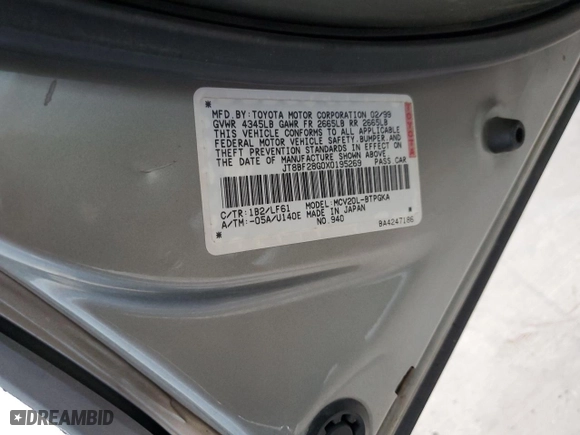 MFD.BY:TOYOTA MOTOR CORPORATION 02/99
GVWR 4345LB GAWR FR 2665LB RR 2665LB
THIS VEHICLE CONFORMS TO ALL APPLICABLE
FEDERAL MOTOR VEHICLE SAFETY,BUMPER,AND
THEFT PREVENTION STANDARDS IN EFFECT ON
THE DATE OF MANUFACTURE SHOWN ABOVE.
JT8BF28G0X0195269 PASS.CAR
C/TR:1B2/LF61 MODEL:MCV20L-BTPGKA
A/TM:-05A/U140E MADE IN JAPAN
NO.940
BA4247186
DREAMBID